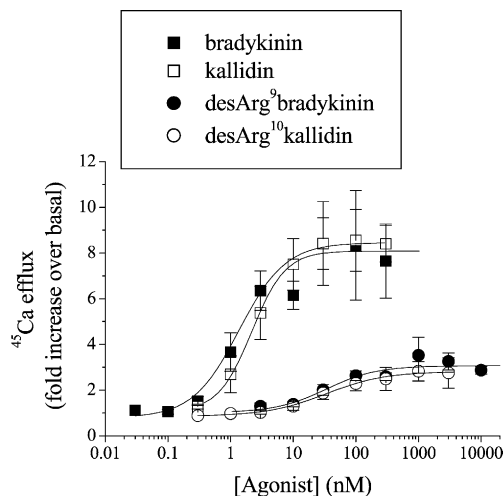 bradykinin
kallidin
desArg⁹bradykinin
desArg¹⁰kallidin
12
10
8
6
4
2
0
⁴⁵Ca efflux
(fold increase over basal)
0.01 0.1 1 10 100 1000 10000
[Agonist] (nM)